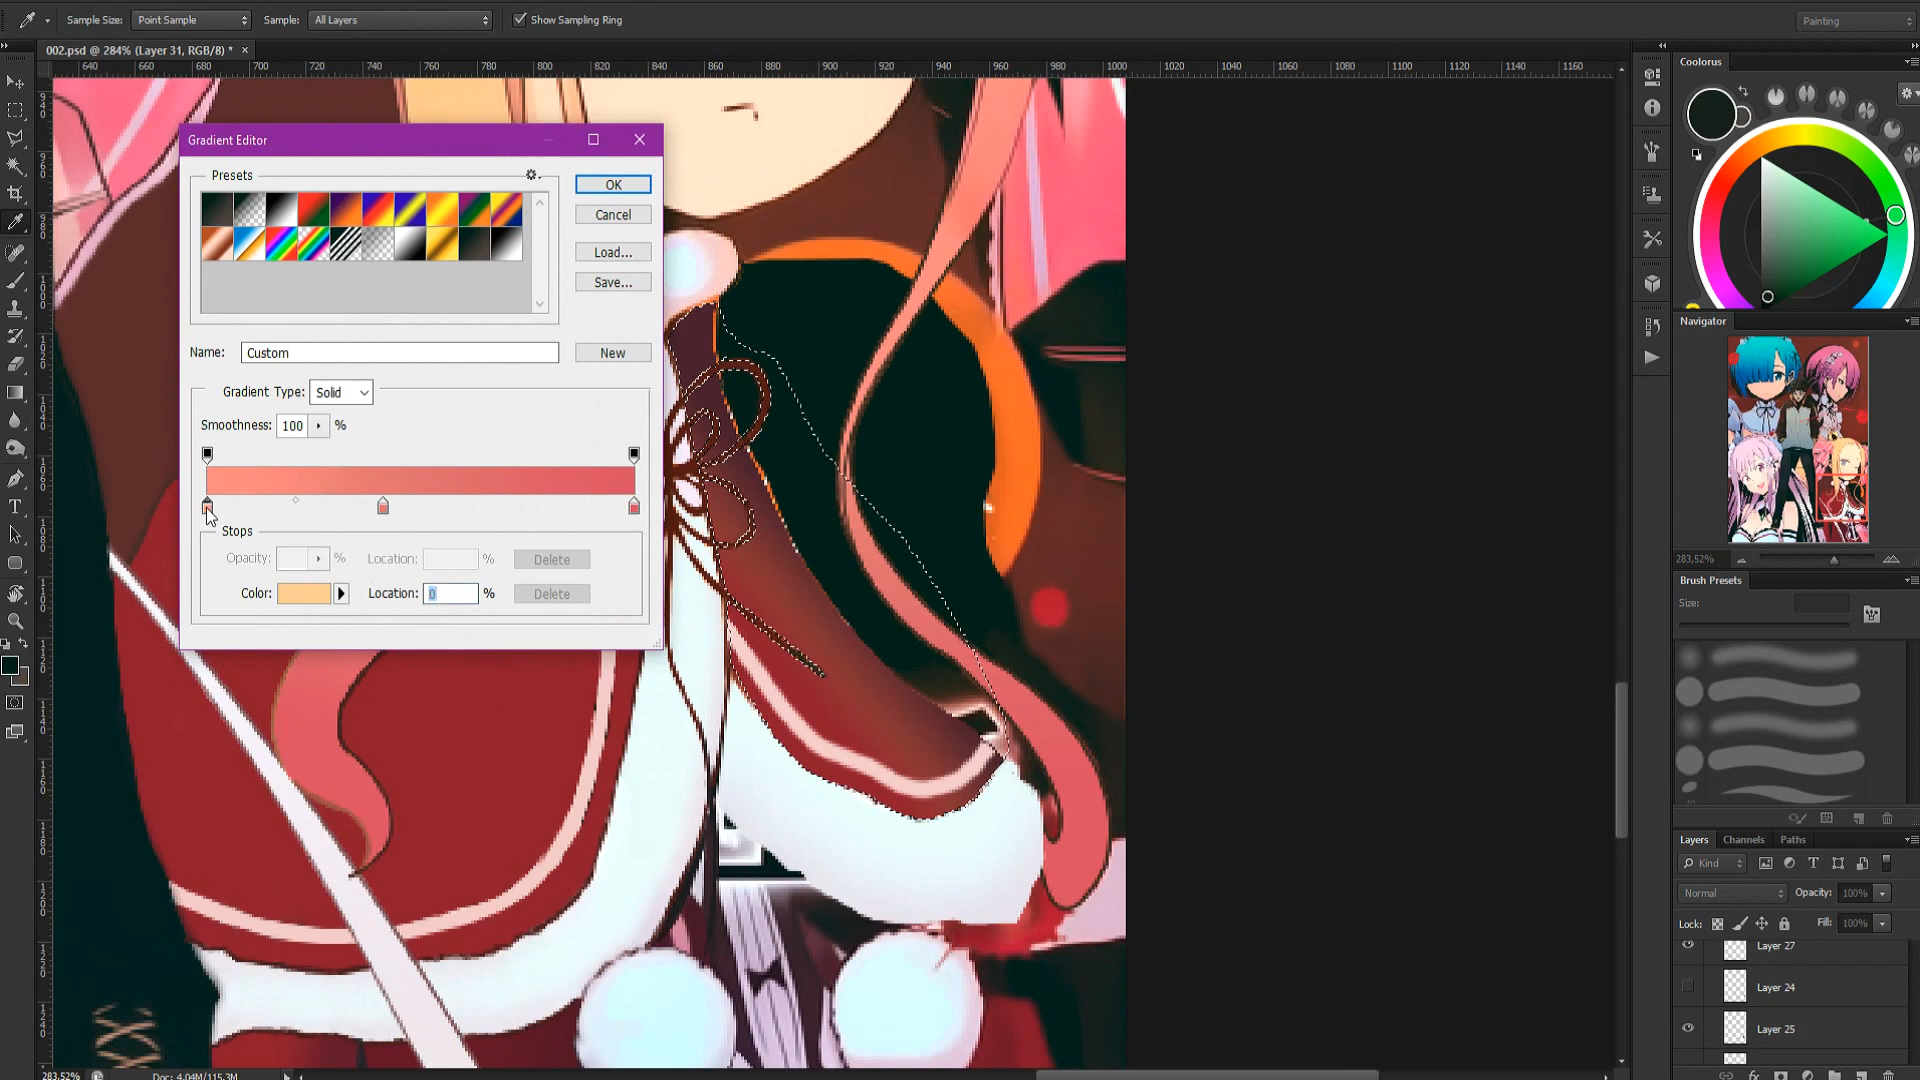 Sample Size: Point Sample Sample: All Layers Show Sampling Ring Painting
002.psd @ 284% (Layer 31, RGB/8) * ×
640 660 680 700 720 740 760 780 800 820 840 860 880 900 920 940 960 980 1000 1020 1040 1060 1080 1100 1120 1140 1160
Coolorus
Gradient Editor
Presets
OK
Cancel
Load...
Save...
Name: Custom New
Gradient Type: Solid
Smoothness: 100 %
Stops
Opacity: % Location: % Delete
Color: Location: 0 % Delete
Navigator
283,52%
Brush Presets
Size:
Layers Channels Paths
Kind
Normal Opacity: 100%
Lock: Fill: 100%
Layer 27
Layer 24
Layer 25
283,52% Doc: 4,04M/115,3M